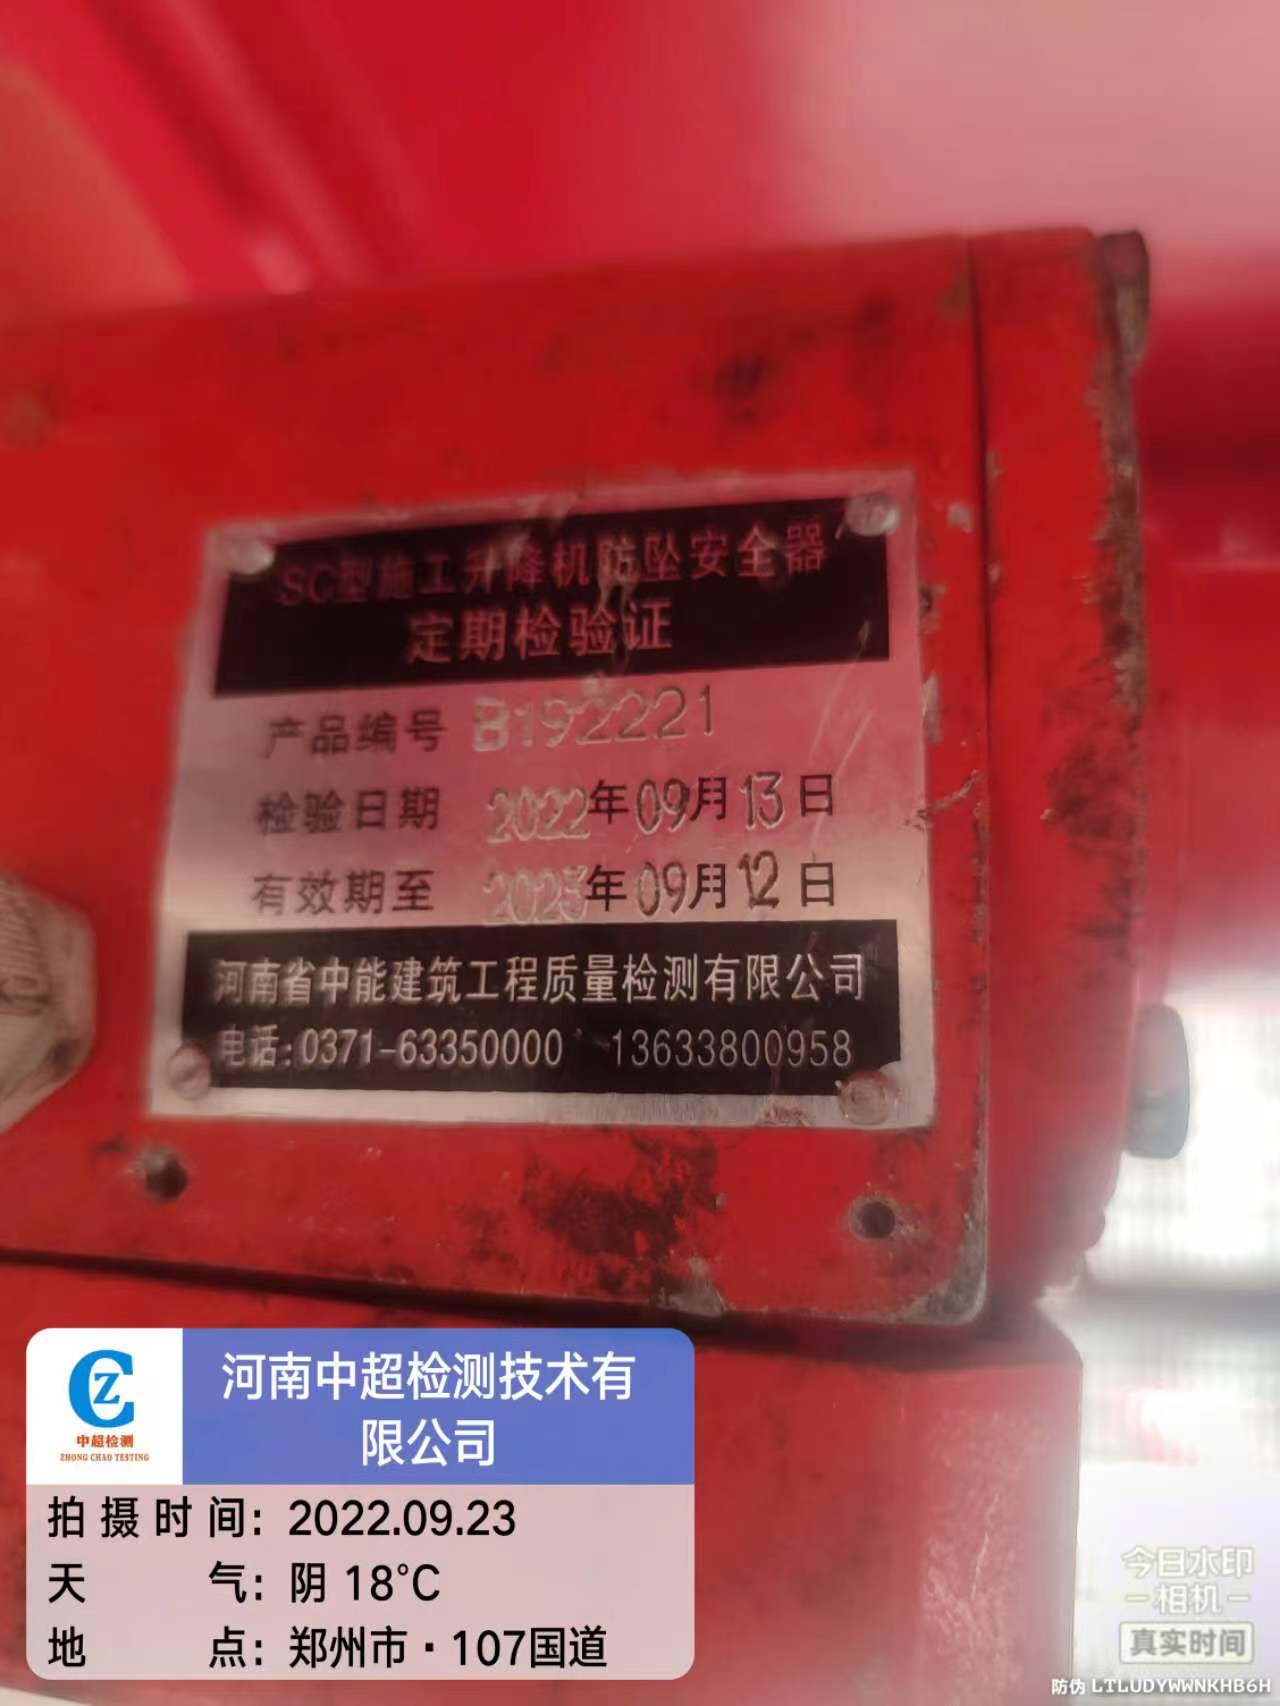 SC型施工升降机防坠安全器
定期检验证
产品编号 B192221
检验日期 2022年09月13日
有效期至 2023年09月12日
河南省中能建筑工程质量检测有限公司
电话:0371-63350000 13633800958
CZ
中超检测
ZHONG CHAO TESTING
河南中超检测技术有
限公司
拍摄时间: 2022.09.23
天气: 阴 18°C
地点: 郑州市·107国道
今日水印
-相机-
真实时间
防伪 LTLUDYWWNKHB6H